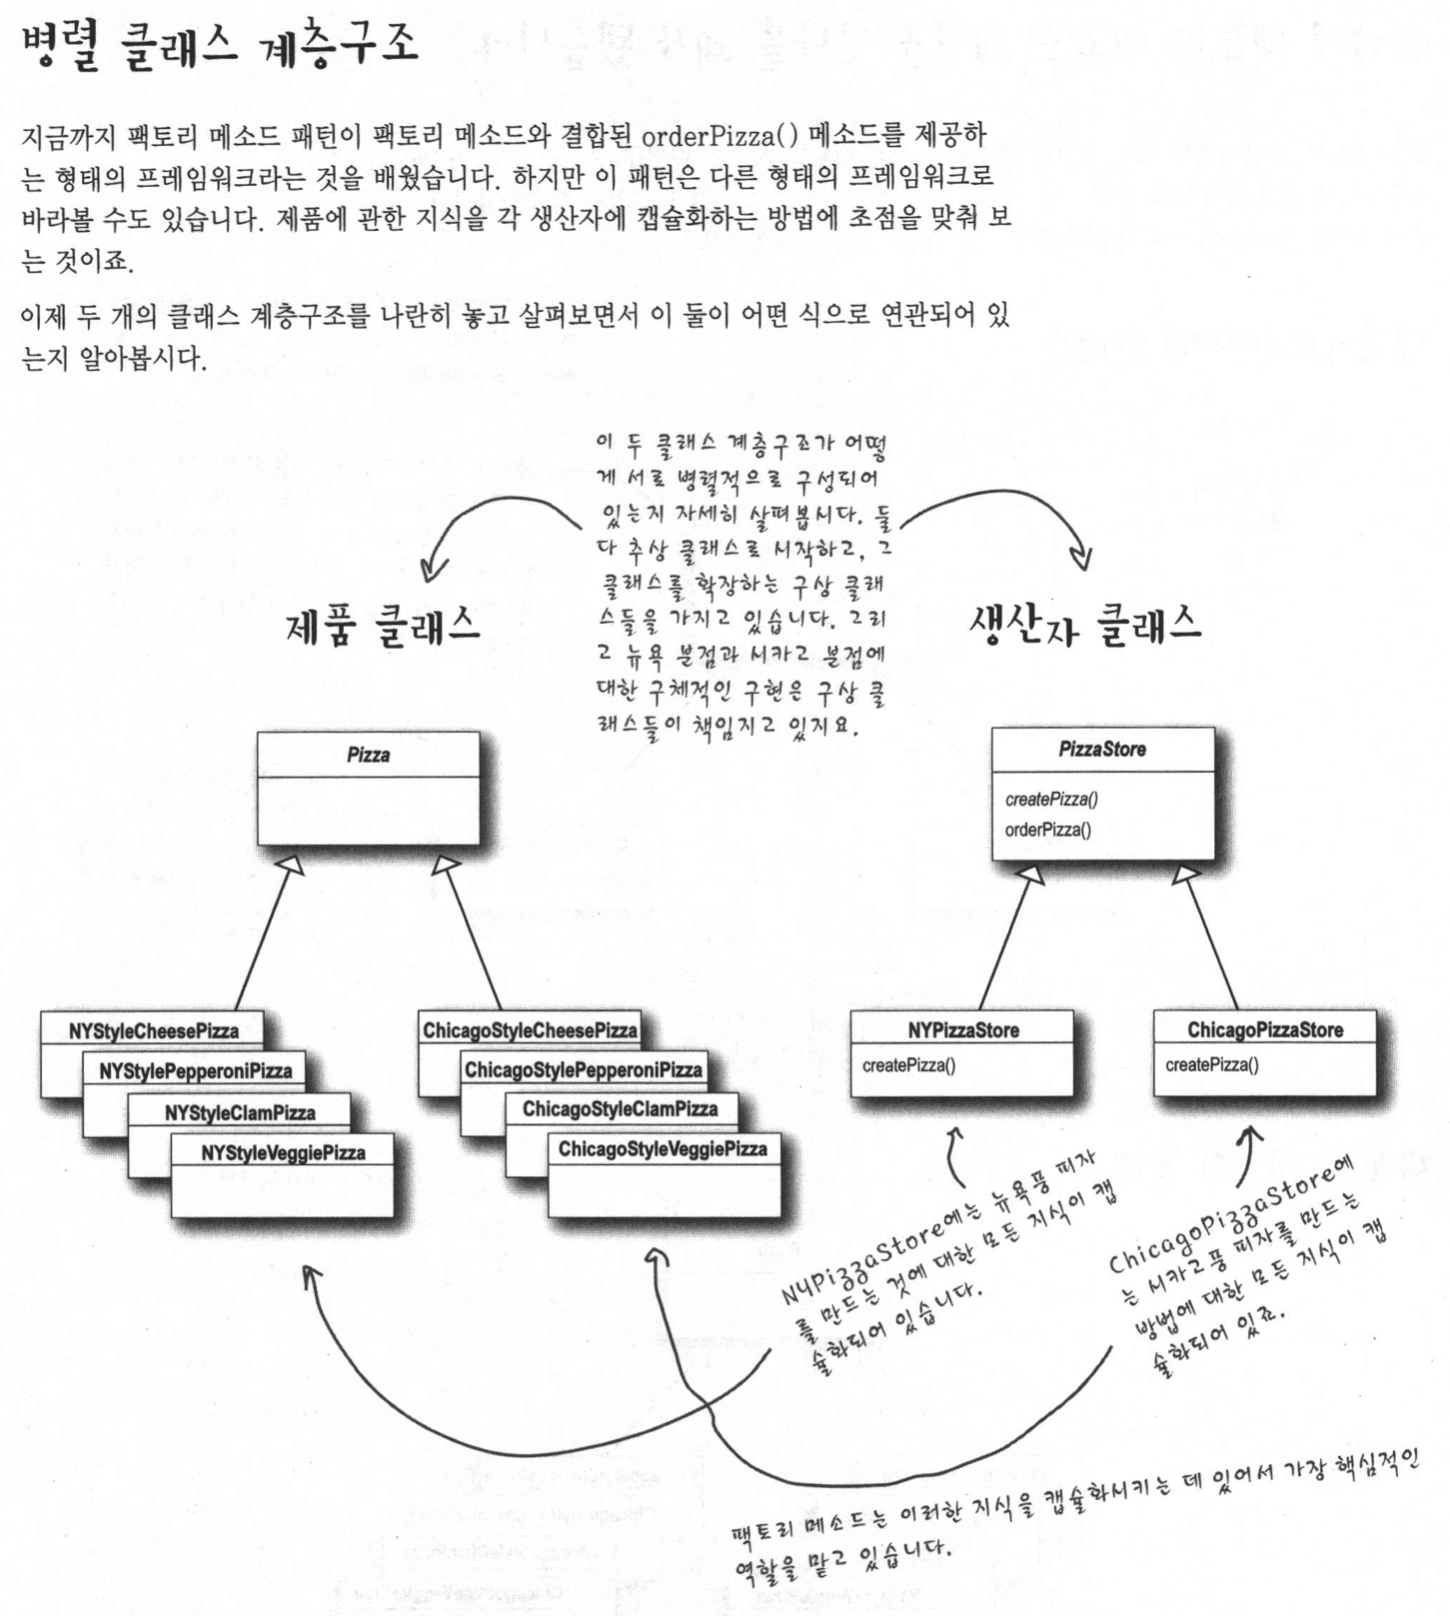 병렬 클래스 계층구조
지금까지 팩토리 메소드 패턴이 팩토리 메소드와 결합된 orderPizza() 메소드를 제공하
는 형태의 프레임워크라는 것을 배웠습니다. 하지만 이 패턴은 다른 형태의 프레임워크로
바라볼 수도 있습니다. 제품에 관한 지식을 각 생산자에 캡슐화하는 방법에 초점을 맞춰 보
는 것이죠.
이제 두 개의 클래스 계층구조를 나란히 놓고 살펴보면서 이 둘이 어떤 식으로 연관되어 있
는지 알아봅시다.
이 두 클래스 계층구조가 어떻
게 서로 병렬적으로 구성되어
있는지 자세히 살펴봅시다. 둘
다 추상 클래스로 시작하고, 그
클래스를 확장하는 구상 클래
스들을 가지고 있습니다. 그리
고 뉴욕 분점과 시카고 분점에
대한 구체적인 구현은 구상 클
래스들이 책임지고 있지요.
제품 클래스
생산자 클래스
Pizza
PizzaStore
createPizza()
orderPizza()
NYStyleCheesePizza
NYStylePepperoniPizza
NYStyleClamPizza
NYStyleVeggiePizza
ChicagoStyleCheesePizza
ChicagoStylePepperoniPizza
ChicagoStyleClamPizza
ChicagoStyleVeggiePizza
NYPizzaStore
createPizza()
ChicagoPizzaStore
createPizza()
NYPizzaStore에는 뉴욕풍 피자
를 만드는 것에 대한 모든 지식이 캡
슐화되어 있습니다.
ChicagoPizzaStore에
는 시카고풍 피자를 만드는
방법에 대한 모든 지식이 캡
슐화되어 있죠.
팩토리 메소드는 이러한 지식을 캡슐화시키는 데 있어서 가장 핵심적인
역할을 맡고 있습니다.